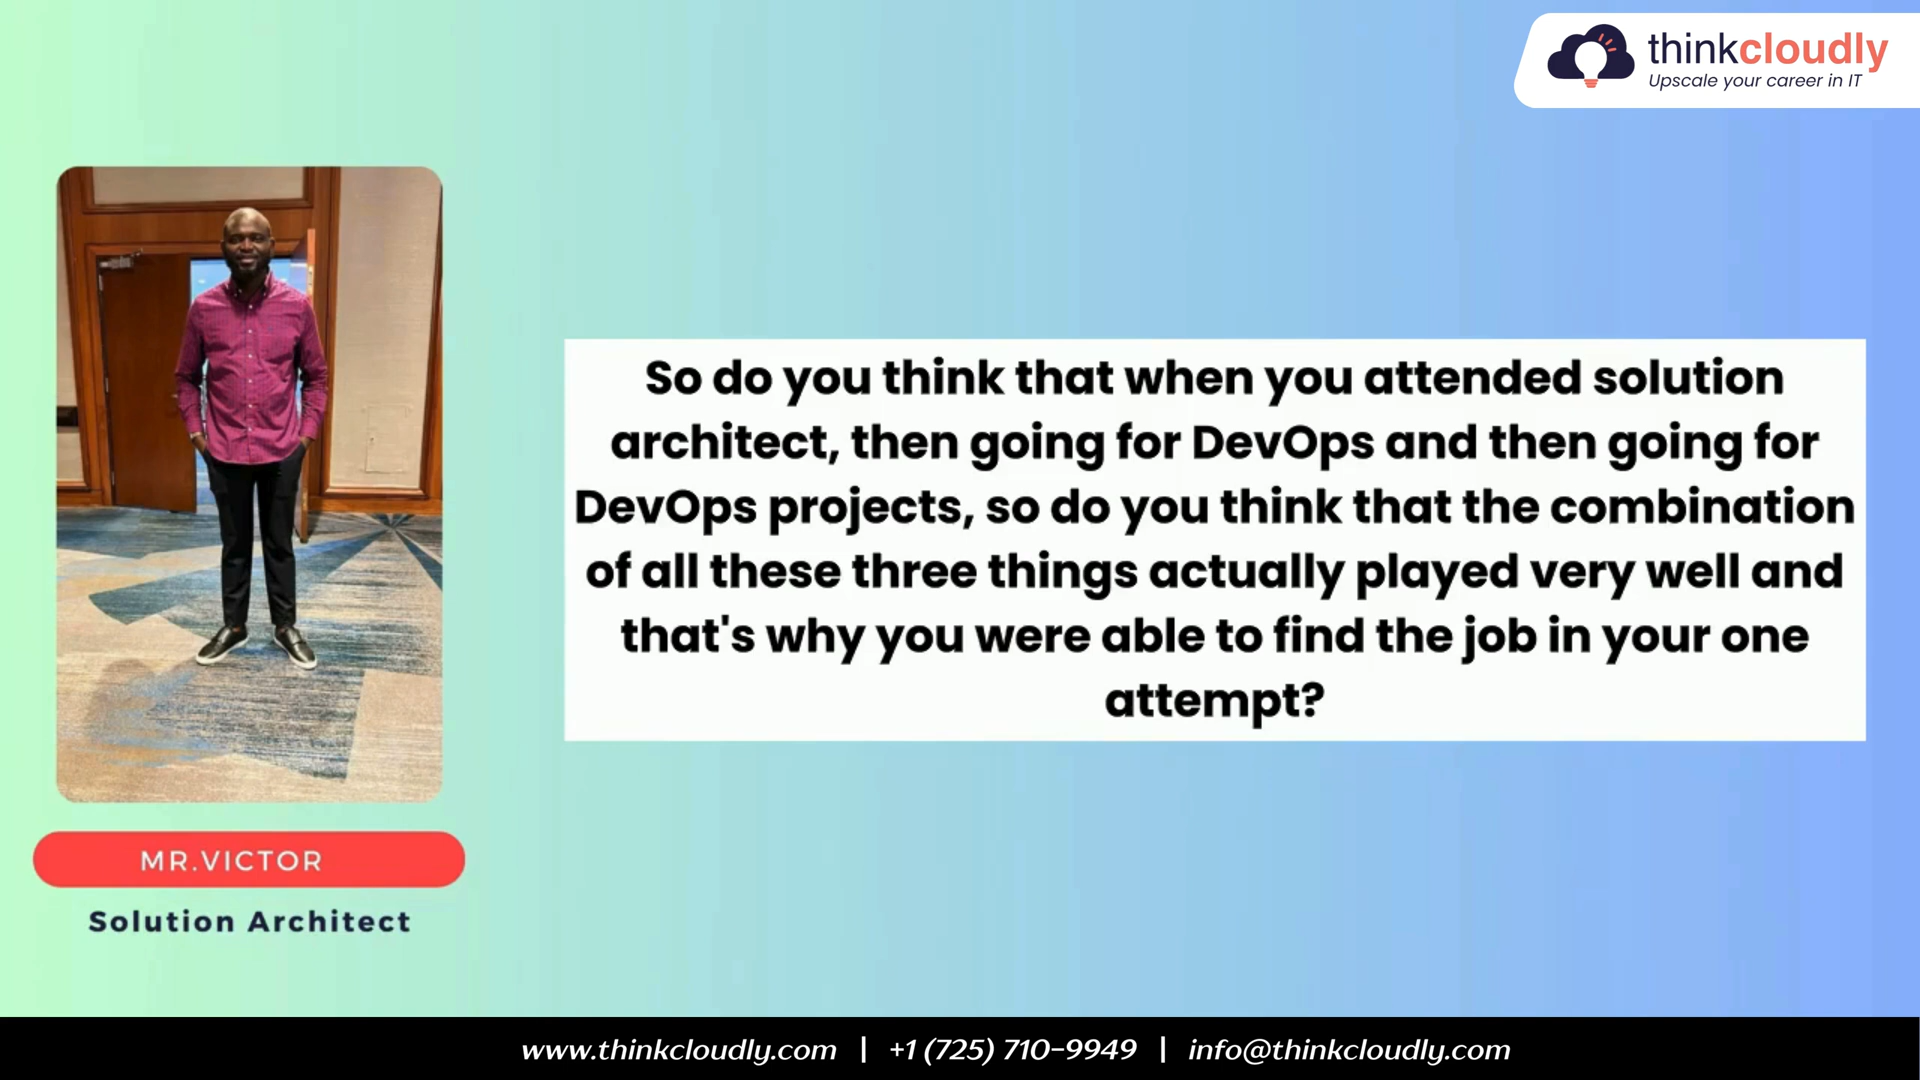 thinkcloudly
Upscale your career in IT
So do you think that when you attended solution
architect, then going for DevOps and then going for
DevOps projects, so do you think that the combination
of all these three things actually played very well and
that's why you were able to find the job in your one
attempt?
MR.VICTOR
Solution Architect
www.thinkcloudly.com | +1 (725) 710-9949 | info@thinkcloudly.com